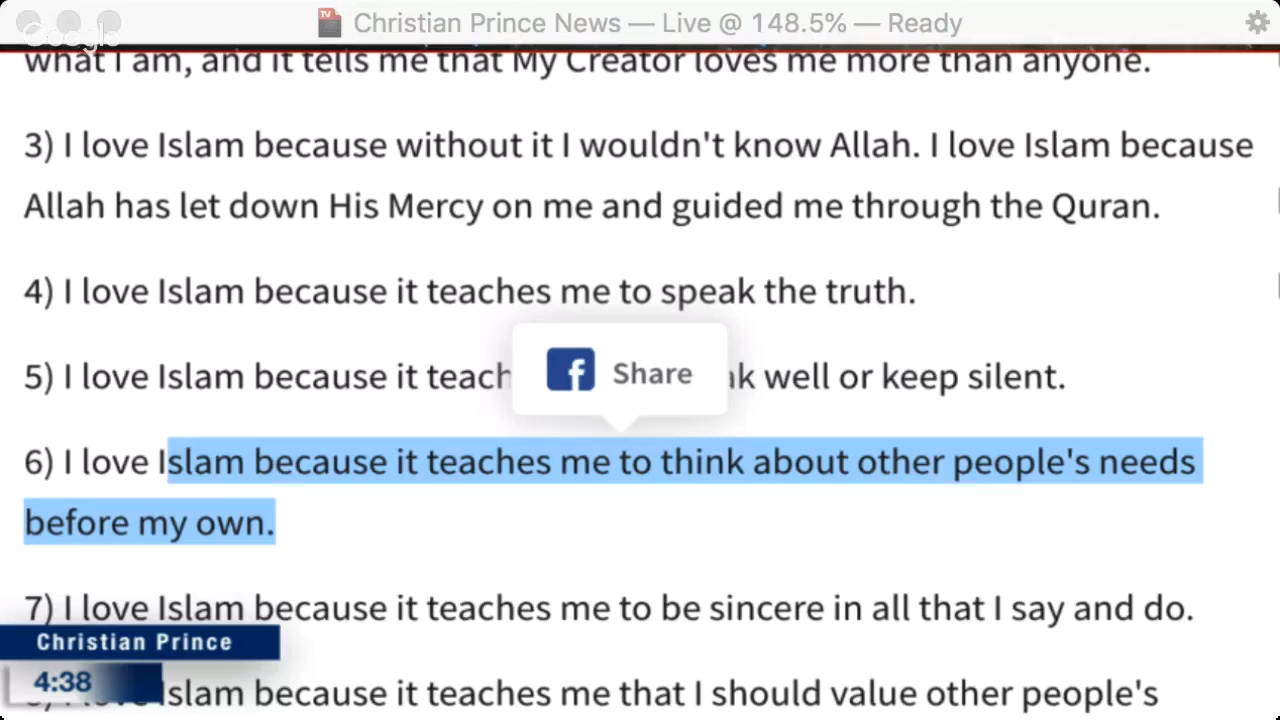 Christian Prince News — Live @ 148.5% — Ready
Google
what I am, and it tells me that My Creator loves me more than anyone.
3) I love Islam because without it I wouldn't know Allah. I love Islam because
Allah has let down His Mercy on me and guided me through the Quran.
4) I love Islam because it teaches me to speak the truth.
Share
5) I love Islam because it teach ak well or keep silent.
6) I love Islam because it teaches me to think about other people's needs
before my own.
7) I love Islam because it teaches me to be sincere in all that I say and do.
Christian Prince
4:38
Islam because it teaches me that I should value other people's